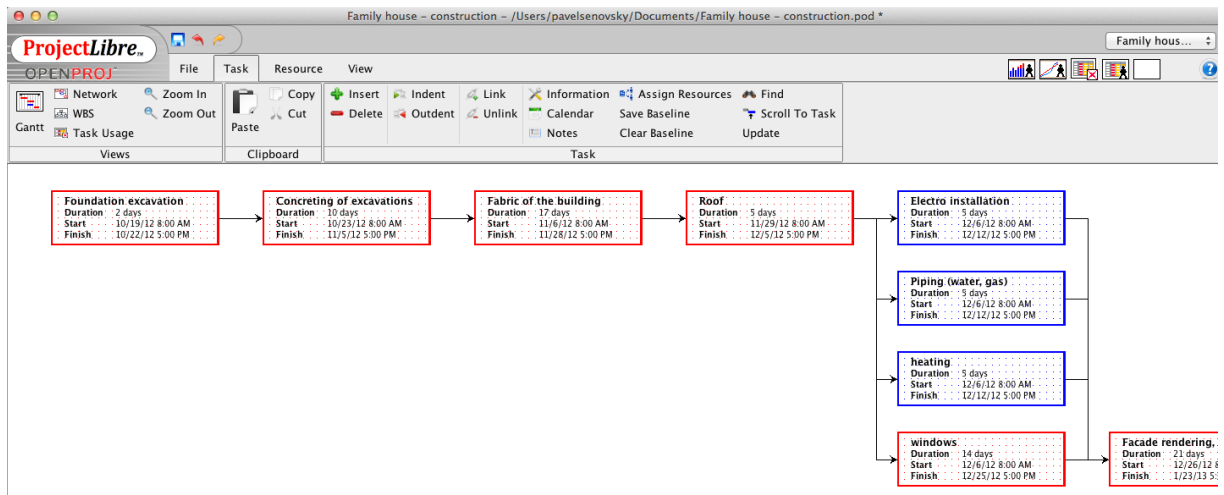 Family house – construction – /Users/pavelsenovsky/Documents/Family house – construction.pod *
ProjectLibre™
OPENPROJ
Family hous...
File Task Resource View
Gantt
Network
WBS
Task Usage
Zoom In
Zoom Out
Views
Paste
Copy
Cut
Clipboard
Insert
Delete
Indent
Outdent
Link
Unlink
Information
Calendar
Notes
Assign Resources
Save Baseline
Clear Baseline
Find
Scroll To Task
Update
Task
Foundation excavation
Duration 2 days
Start 10/19/12 8:00 AM
Finish 10/22/12 5:00 PM
Concreting of excavations
Duration 10 days
Start 10/23/12 8:00 AM
Finish 11/5/12 5:00 PM
Fabric of the building
Duration 17 days
Start 11/6/12 8:00 AM
Finish 11/28/12 5:00 PM
Roof
Duration 5 days
Start 11/29/12 8:00 AM
Finish 12/5/12 5:00 PM
Electro installation
Duration 5 days
Start 12/6/12 8:00 AM
Finish 12/12/12 5:00 PM
Piping (water, gas)
Duration 5 days
Start 12/6/12 8:00 AM
Finish 12/12/12 5:00 PM
heating
Duration 5 days
Start 12/6/12 8:00 AM
Finish 12/12/12 5:00 PM
windows
Duration 14 days
Start 12/6/12 8:00 AM
Finish 12/25/12 5:00 PM
Facade rendering,
Duration 21 days
Start 12/26/12 8
Finish 1/23/13 5: